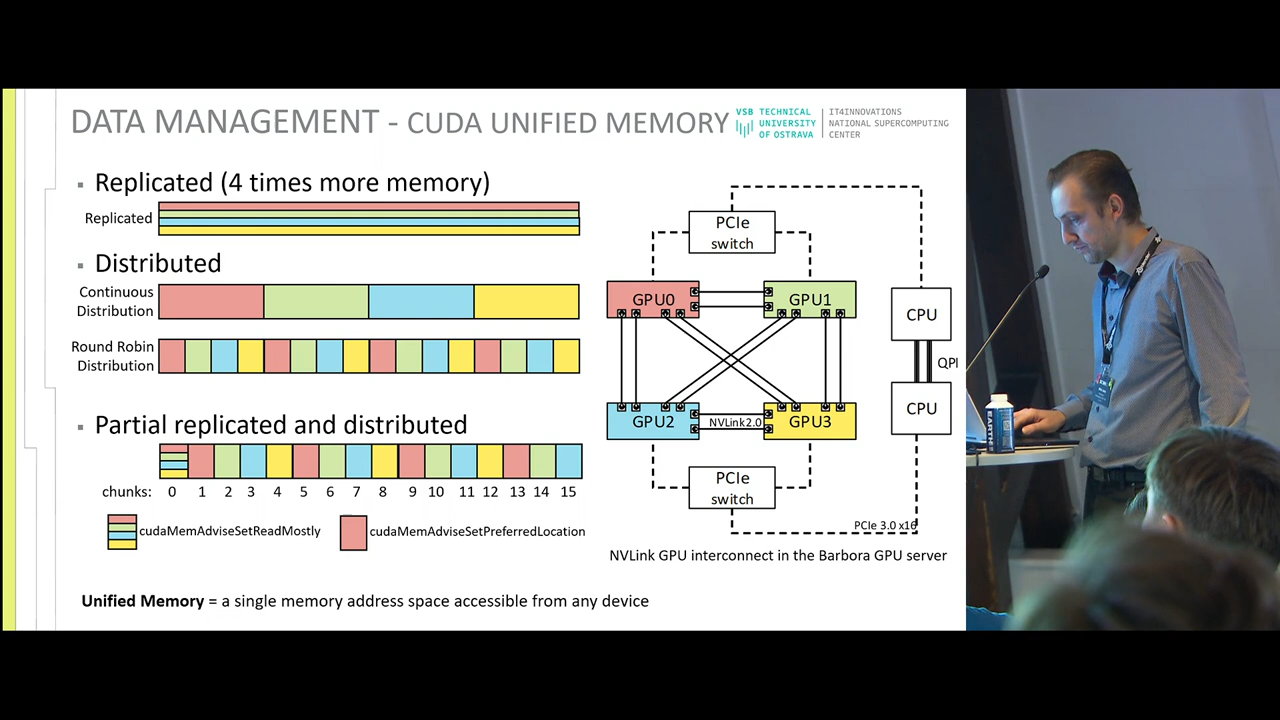 DATA MANAGEMENT - CUDA UNIFIED MEMORY
VSB TECHNICAL
UNIVERSITY
OF OSTRAVA
IT4INNOVATIONS
NATIONAL SUPERCOMPUTING
CENTER
▪ Replicated (4 times more memory)
Replicated
▪ Distributed
Continuous
Distribution
Round Robin
Distribution
▪ Partial replicated and distributed
chunks: 0 1 2 3 4 5 6 7 8 9 10 11 12 13 14 15
cudaMemAdviseSetReadMostly
cudaMemAdviseSetPreferredLocation
Unified Memory = a single memory address space accessible from any device
PCIe
switch
GPU0
GPU1
CPU
QPI
CPU
GPU2
NVLink2.0
GPU3
PCIe
switch
PCIe 3.0 x16
NVLink GPU interconnect in the Barbora GPU server
EARTH